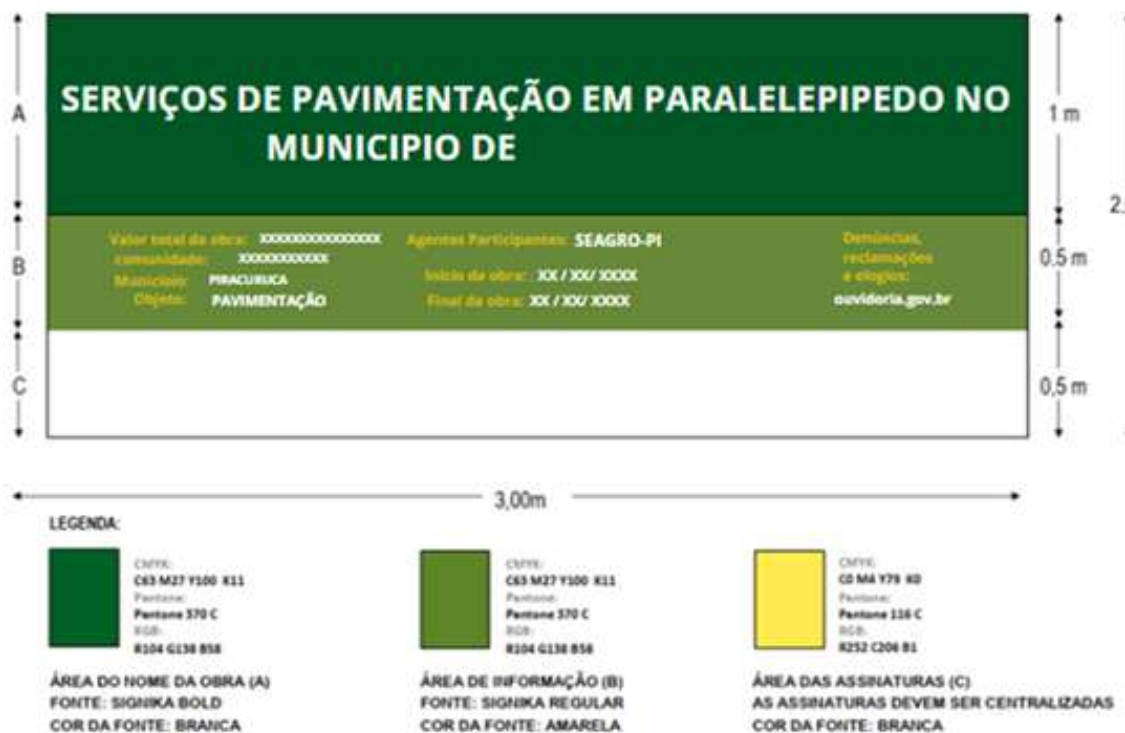 SERVIÇOS DE PAVIMENTAÇÃO EM PARALELEPIPEDO NO
MUNICIPIO DE
A
1 m
2,
Valor total da obra: XXXXXXXXXXXXXXX
comunidade: XXXXXXXXXXX
Município: PIRACURUCA
Objeto: PAVIMENTAÇÃO
Agentes Participantes: SEAGRO-PI
Início da obra: XX / XX/ XXXX
Final da obra: XX / XX/ XXXX
Denúncias,
reclamações
e elogios:
ouvidoria.gov.br
B
0,5 m
C
0,5 m
3,00m
LEGENDA:
CMYK:
C63 M27 Y100 K11
Pantone:
Pantone 370 C
RGB:
R104 G138 B58
ÁREA DO NOME DA OBRA (A)
FONTE: SIGNIKA BOLD
COR DA FONTE: BRANCA
CMYK:
C63 M27 Y100 K11
Pantone:
Pantone 370 C
RGB:
R104 G138 B58
ÁREA DE INFORMAÇÃO (B)
FONTE: SIGNIKA REGULAR
COR DA FONTE: AMARELA
CMYK:
C0 M4 Y79 K0
Pantone:
Pantone 116 C
RGB:
R252 C206 B1
ÁREA DAS ASSINATURAS (C)
AS ASSINATURAS DEVEM SER CENTRALIZADAS
COR DA FONTE: BRANCA